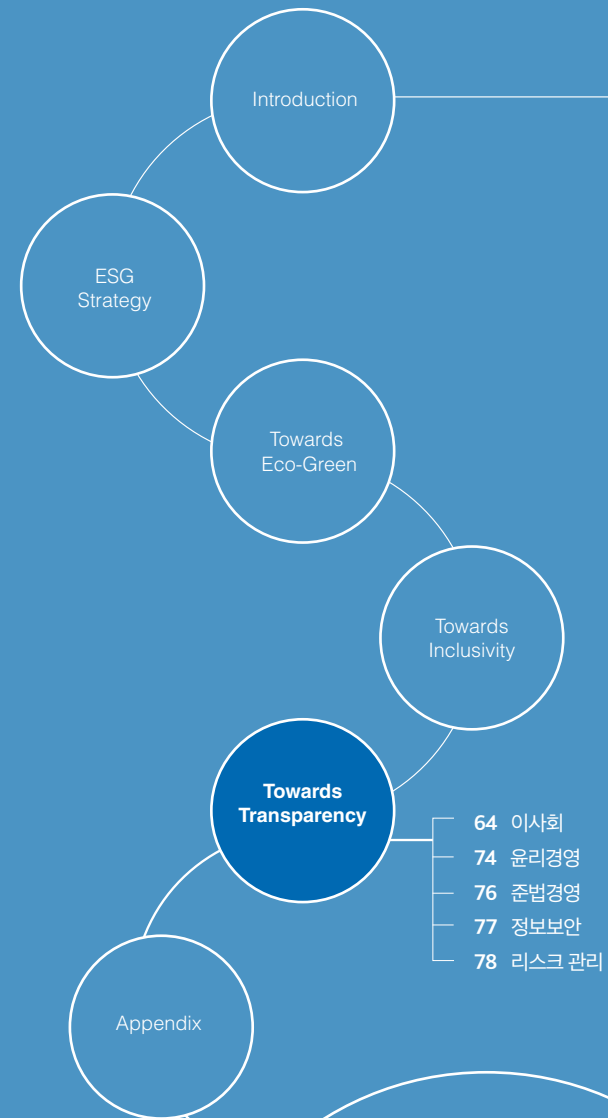 Introduction
ESG
Strategy
Towards
Eco-Green
Towards
Inclusivity
Towards
Transparency
64 이사회
74 윤리경영
76 준법경영
77 정보보안
78 리스크 관리
Appendix